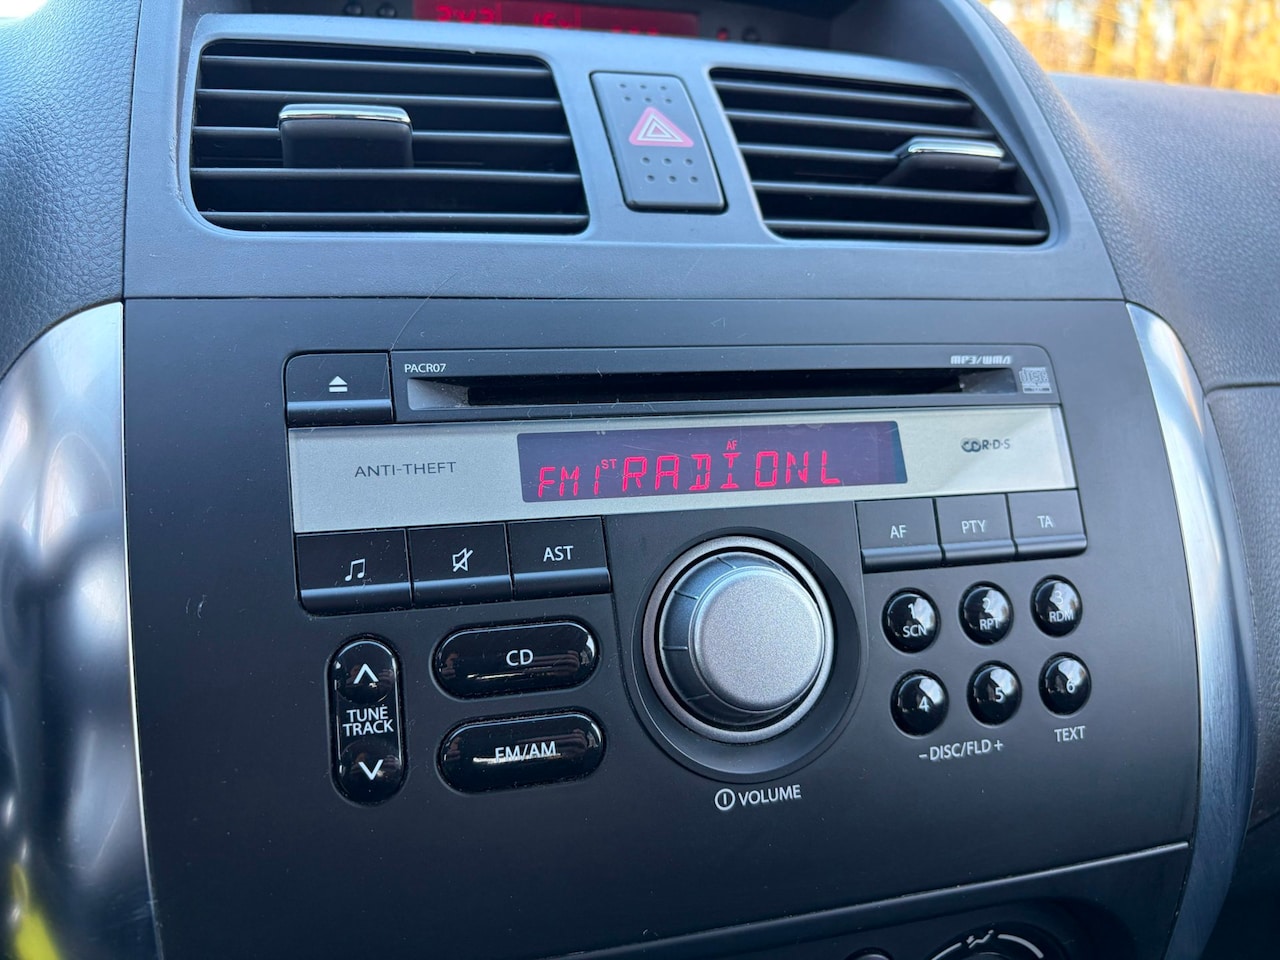 PACR07
MP3/WMA
ANTI-THEFT
FM1 ST RADIONL
AF
R·D·S
AST
AF
PTY
TA
CD
TUNE
TRACK
FM/AM
VOLUME
1
SCN
2
RPT
3
RDM
4
5
6
- DISC/FLD +
TEXT